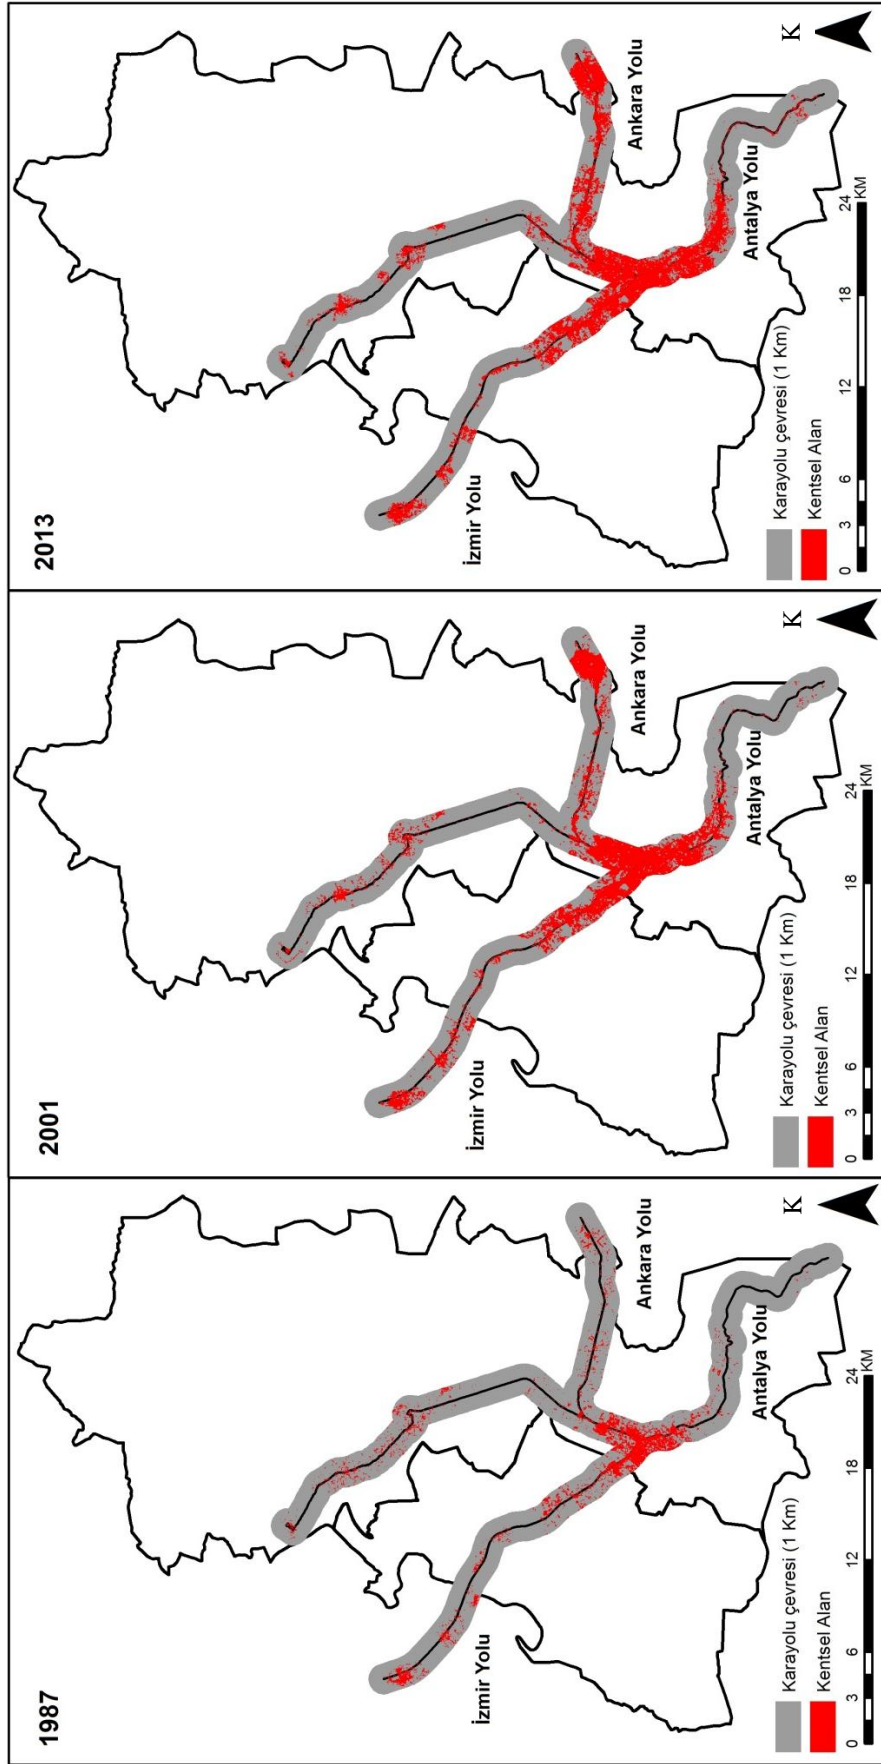 1987
K
Ankara Yolu
İzmir Yolu
Antalya Yolu
Karayolu çevresi (1 Km)
Kentsel Alan
0 3 6 12 18 24
KM
2001
K
Ankara Yolu
İzmir Yolu
Antalya Yolu
Karayolu çevresi (1 Km)
Kentsel Alan
0 3 6 12 18 24
KM
2013
K
Ankara Yolu
İzmir Yolu
Antalya Yolu
Karayolu çevresi (1 Km)
Kentsel Alan
0 3 6 12 18 24
KM